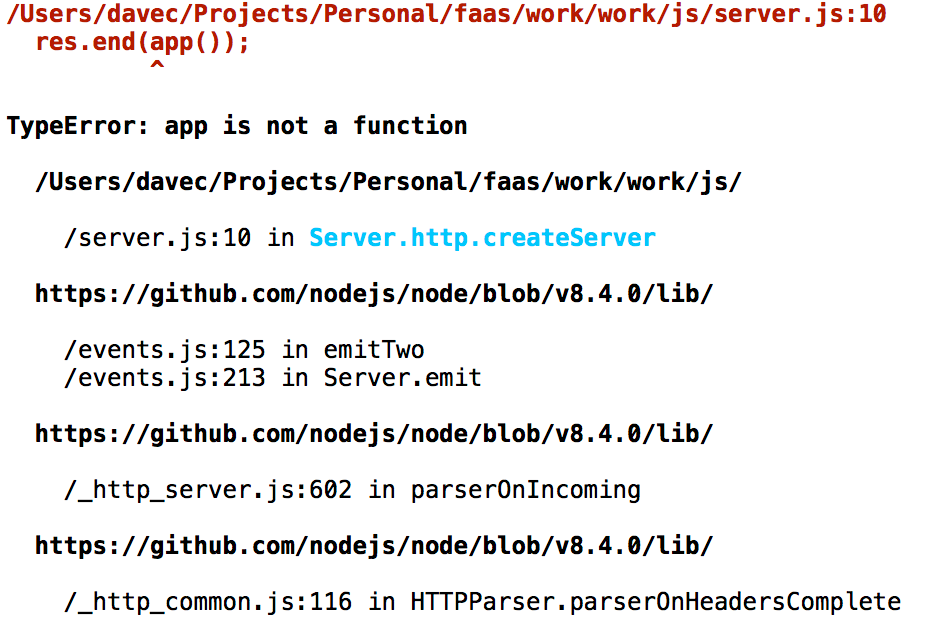 /Users/davec/Projects/Personal/faas/work/work/js/server.js:10
res.end(app());
^
TypeError: app is not a function
/Users/davec/Projects/Personal/faas/work/work/js/
/server.js:10 in Server.http.createServer
https://github.com/nodejs/node/blob/v8.4.0/lib/
/events.js:125 in emitTwo
/events.js:213 in Server.emit
https://github.com/nodejs/node/blob/v8.4.0/lib/
/_http_server.js:602 in parserOnIncoming
https://github.com/nodejs/node/blob/v8.4.0/lib/
/_http_common.js:116 in HTTPParser.parserOnHeadersComplete